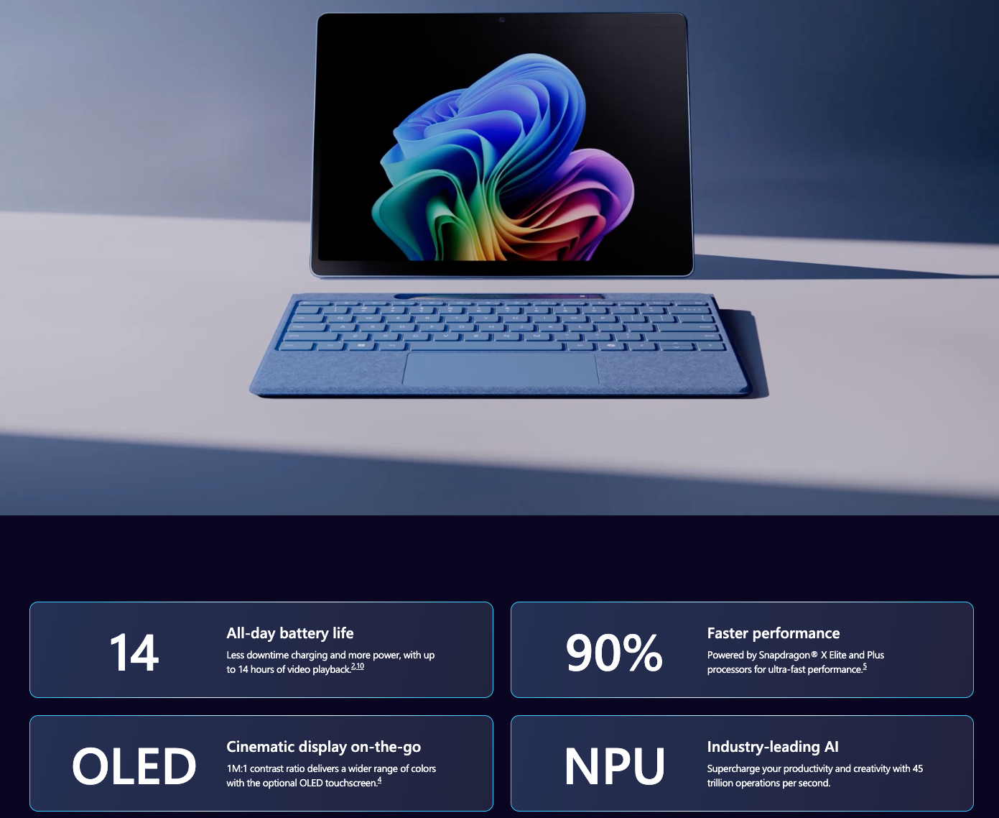 14
All-day battery life
Less downtime charging and more power, with up
to 14 hours of video playback.2,10
90%
Faster performance
Powered by Snapdragon® X Elite and Plus
processors for ultra-fast performance.5
OLED
Cinematic display on-the-go
1M:1 contrast ratio delivers a wider range of colors
with the optional OLED touchscreen.4
NPU
Industry-leading AI
Supercharge your productivity and creativity with 45
trillion operations per second.